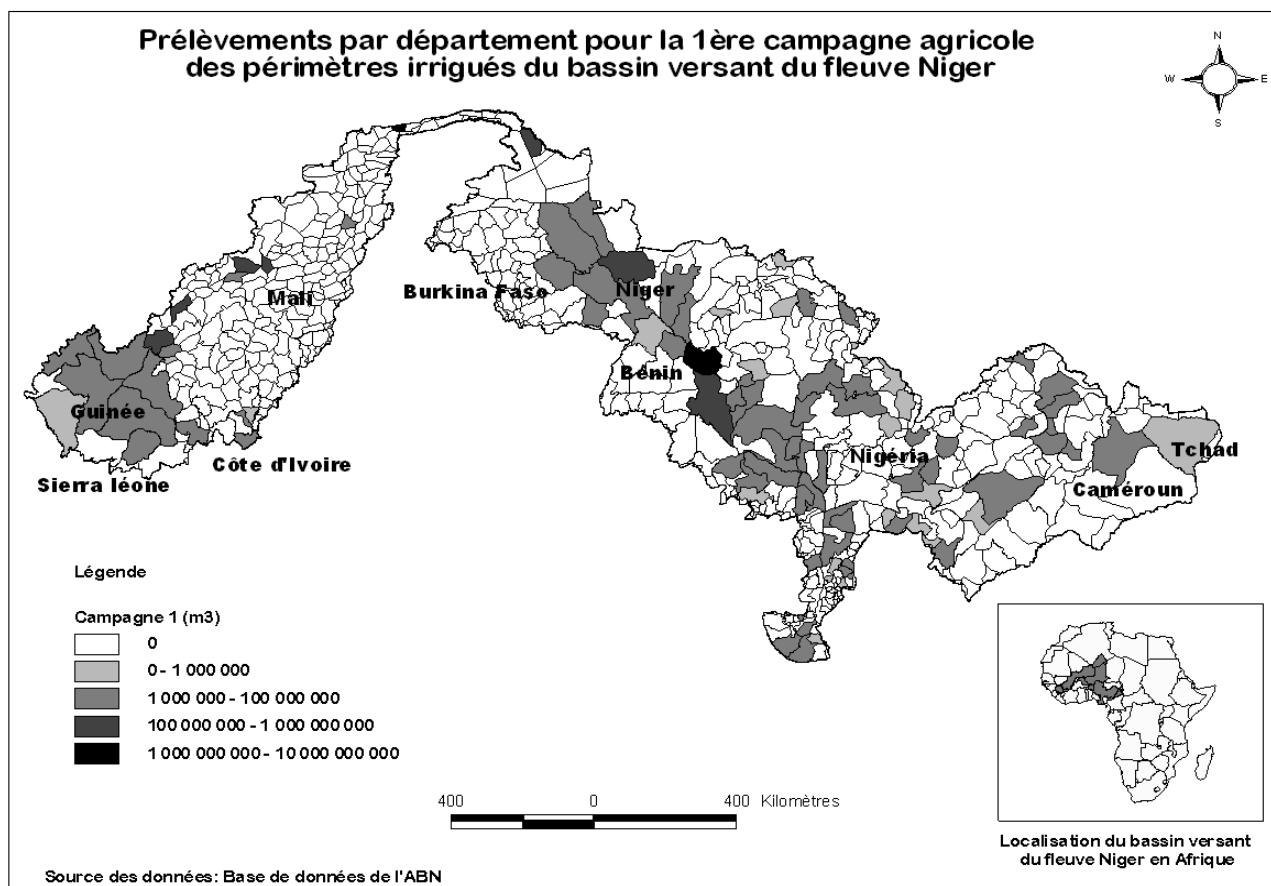 Prélèvements par département pour la 1ère campagne agricole
des périmètres irrigués du bassin versant du fleuve Niger
N
W E
S
Mali
Burkina Faso
Niger
Bénin
Guinée
Nigéria
Tchad
Côte d'Ivoire
Sierra léone
Caméroun
Légende
Campagne 1 (m3)
0
0 - 1 000 000
1 000 000 - 100 000 000
100 000 000 - 1 000 000 000
1 000 000 000 - 10 000 000 000
400 0 400 Kilomètres
Localisation du bassin versant
du fleuve Niger en Afrique
Source des données: Base de données de l'ABN